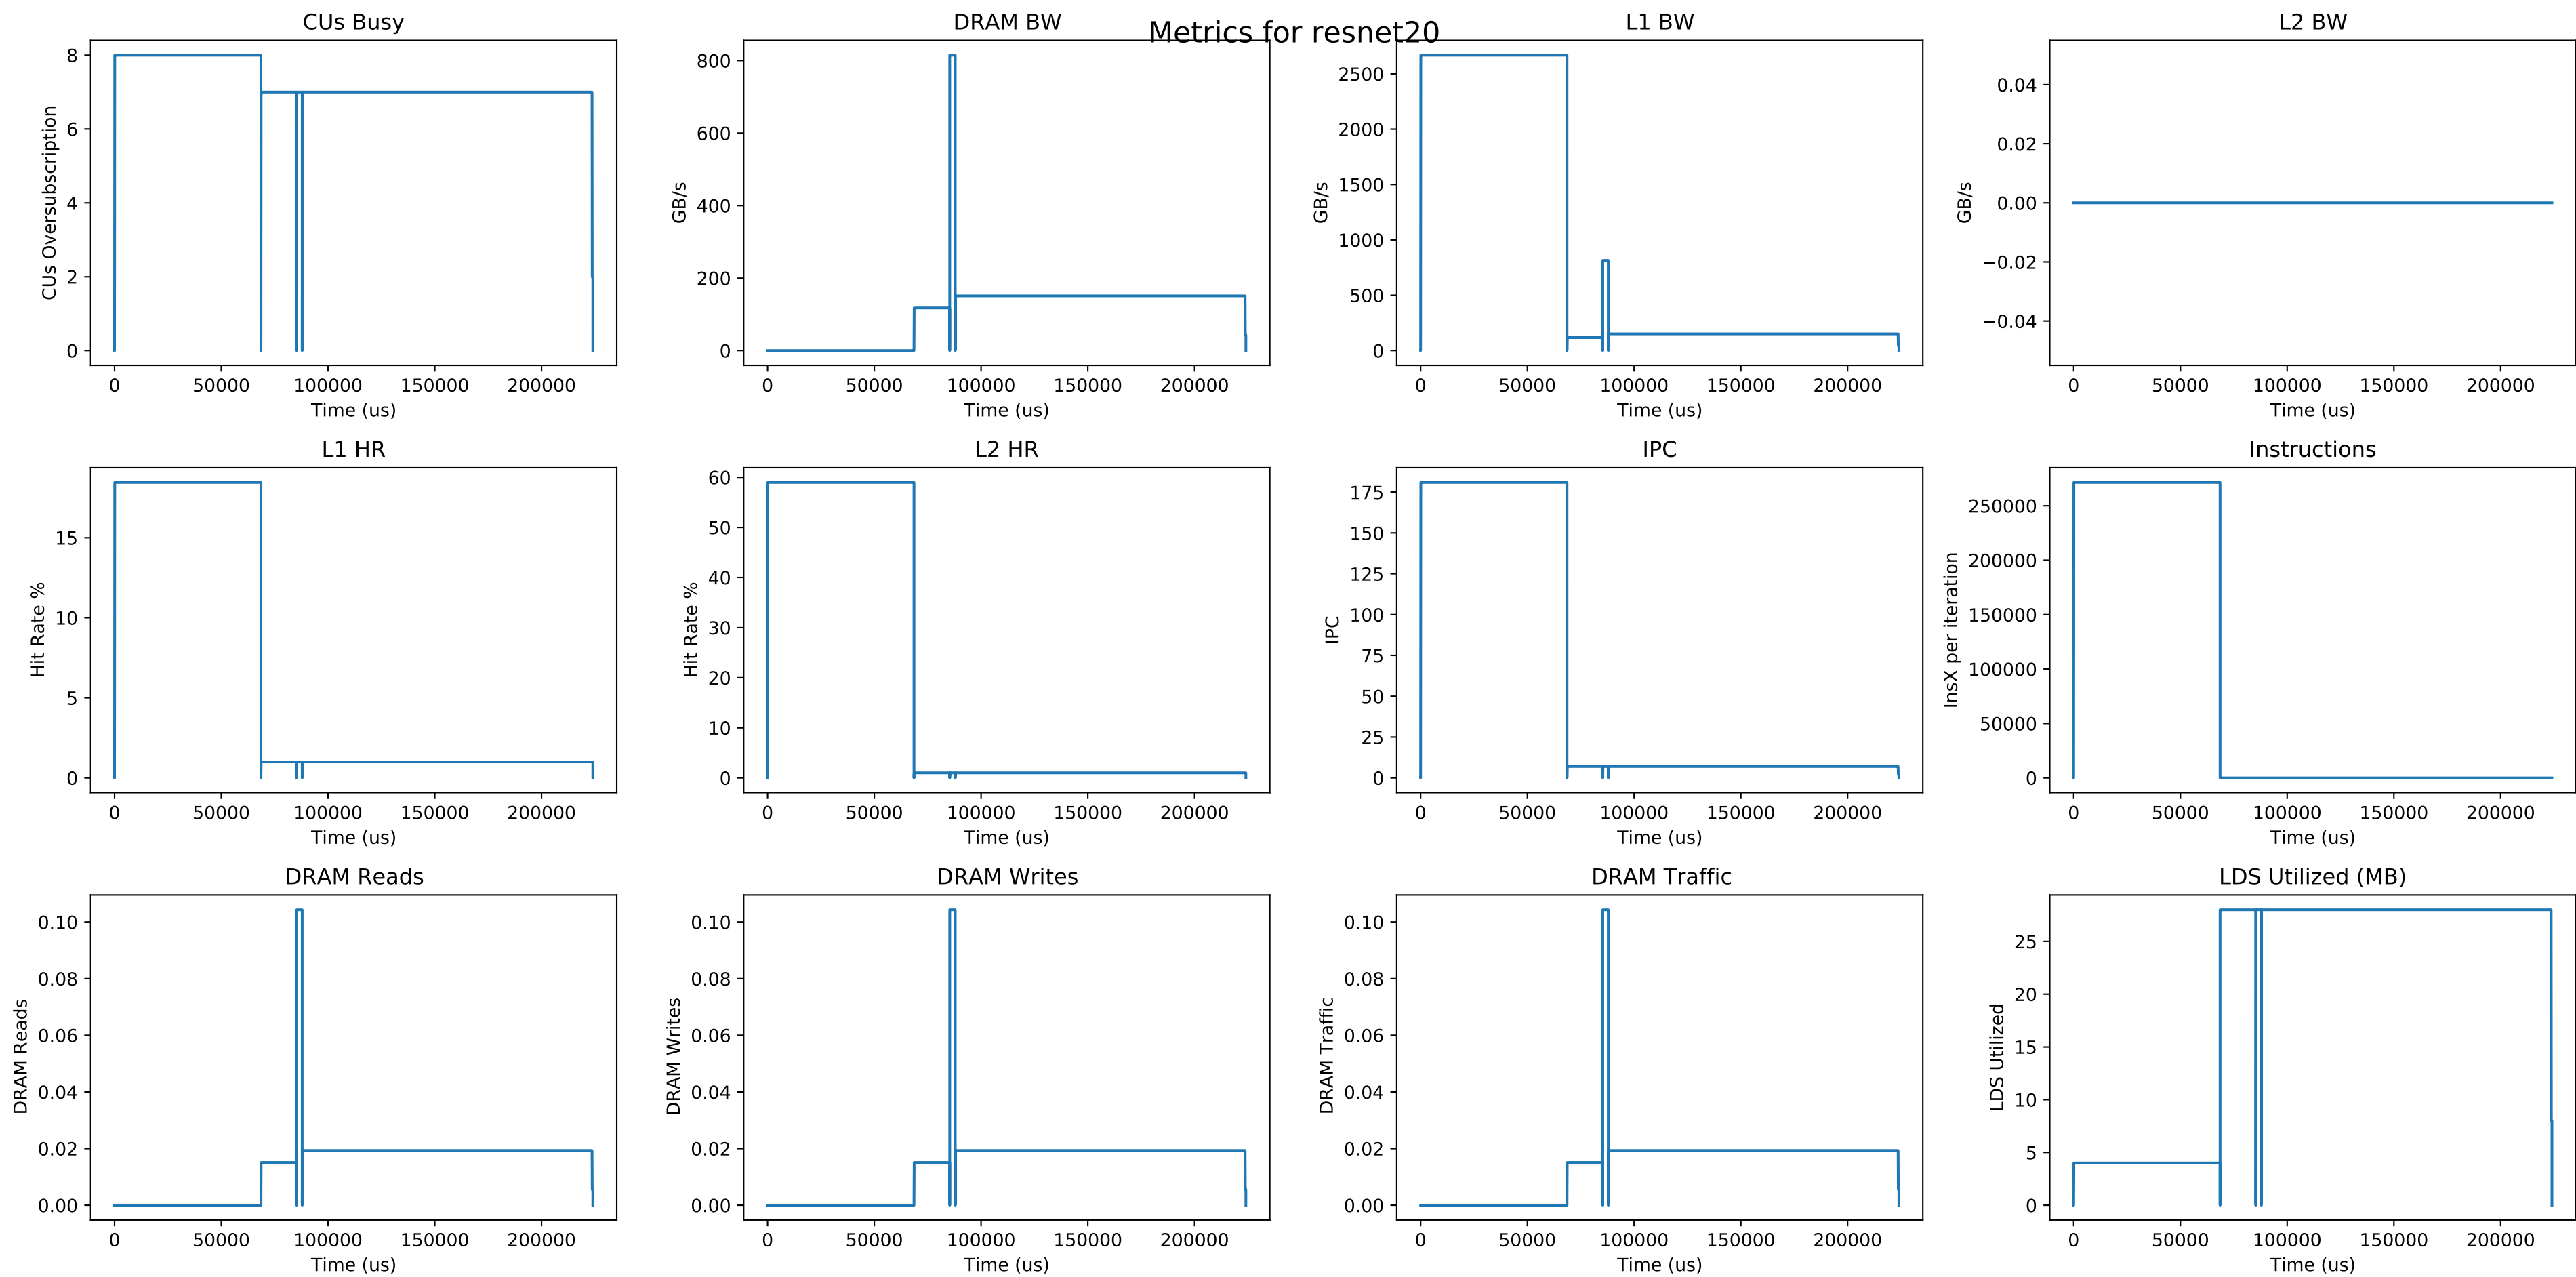 Metrics for resnet20
CUs Busy
CUs Oversubscription
8
6
4
2
0
0 50000 100000 150000 200000
Time (us)
DRAM BW
GB/s
800
600
400
200
0
0 50000 100000 150000 200000
Time (us)
L1 BW
GB/s
2500
2000
1500
1000
500
0
0 50000 100000 150000 200000
Time (us)
L2 BW
GB/s
0.04
0.02
0.00
−0.02
−0.04
0 50000 100000 150000 200000
Time (us)
L1 HR
Hit Rate %
15
10
5
0
0 50000 100000 150000 200000
Time (us)
L2 HR
Hit Rate %
60
50
40
30
20
10
0
0 50000 100000 150000 200000
Time (us)
IPC
IPC
175
150
125
100
75
50
25
0
0 50000 100000 150000 200000
Time (us)
Instructions
InsX per iteration
250000
200000
150000
100000
50000
0
0 50000 100000 150000 200000
Time (us)
DRAM Reads
DRAM Reads
0.10
0.08
0.06
0.04
0.02
0.00
0 50000 100000 150000 200000
Time (us)
DRAM Writes
DRAM Writes
0.10
0.08
0.06
0.04
0.02
0.00
0 50000 100000 150000 200000
Time (us)
DRAM Traffic
DRAM Traffic
0.10
0.08
0.06
0.04
0.02
0.00
0 50000 100000 150000 200000
Time (us)
LDS Utilized (MB)
LDS Utilized
25
20
15
10
5
0
0 50000 100000 150000 200000
Time (us)